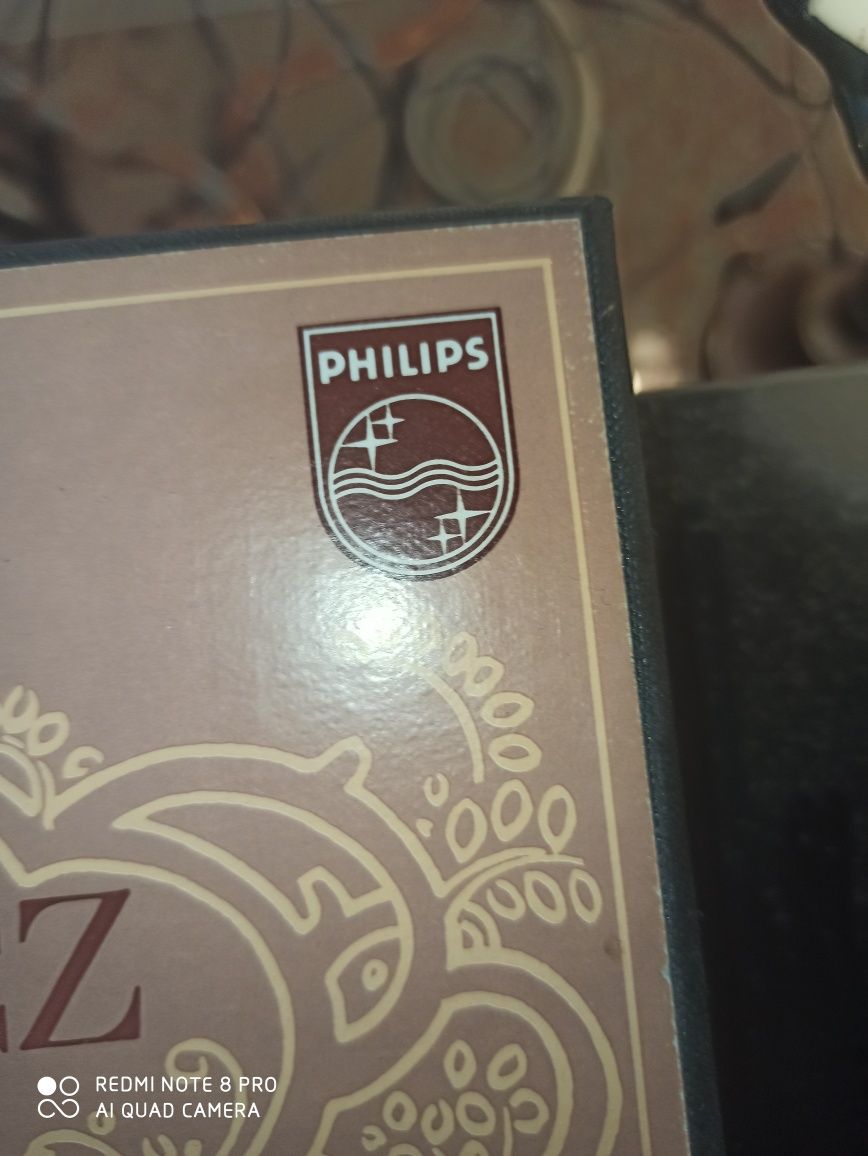 PHILIPS
Z
REDMI NOTE 8 PRO
AI QUAD CAMERA